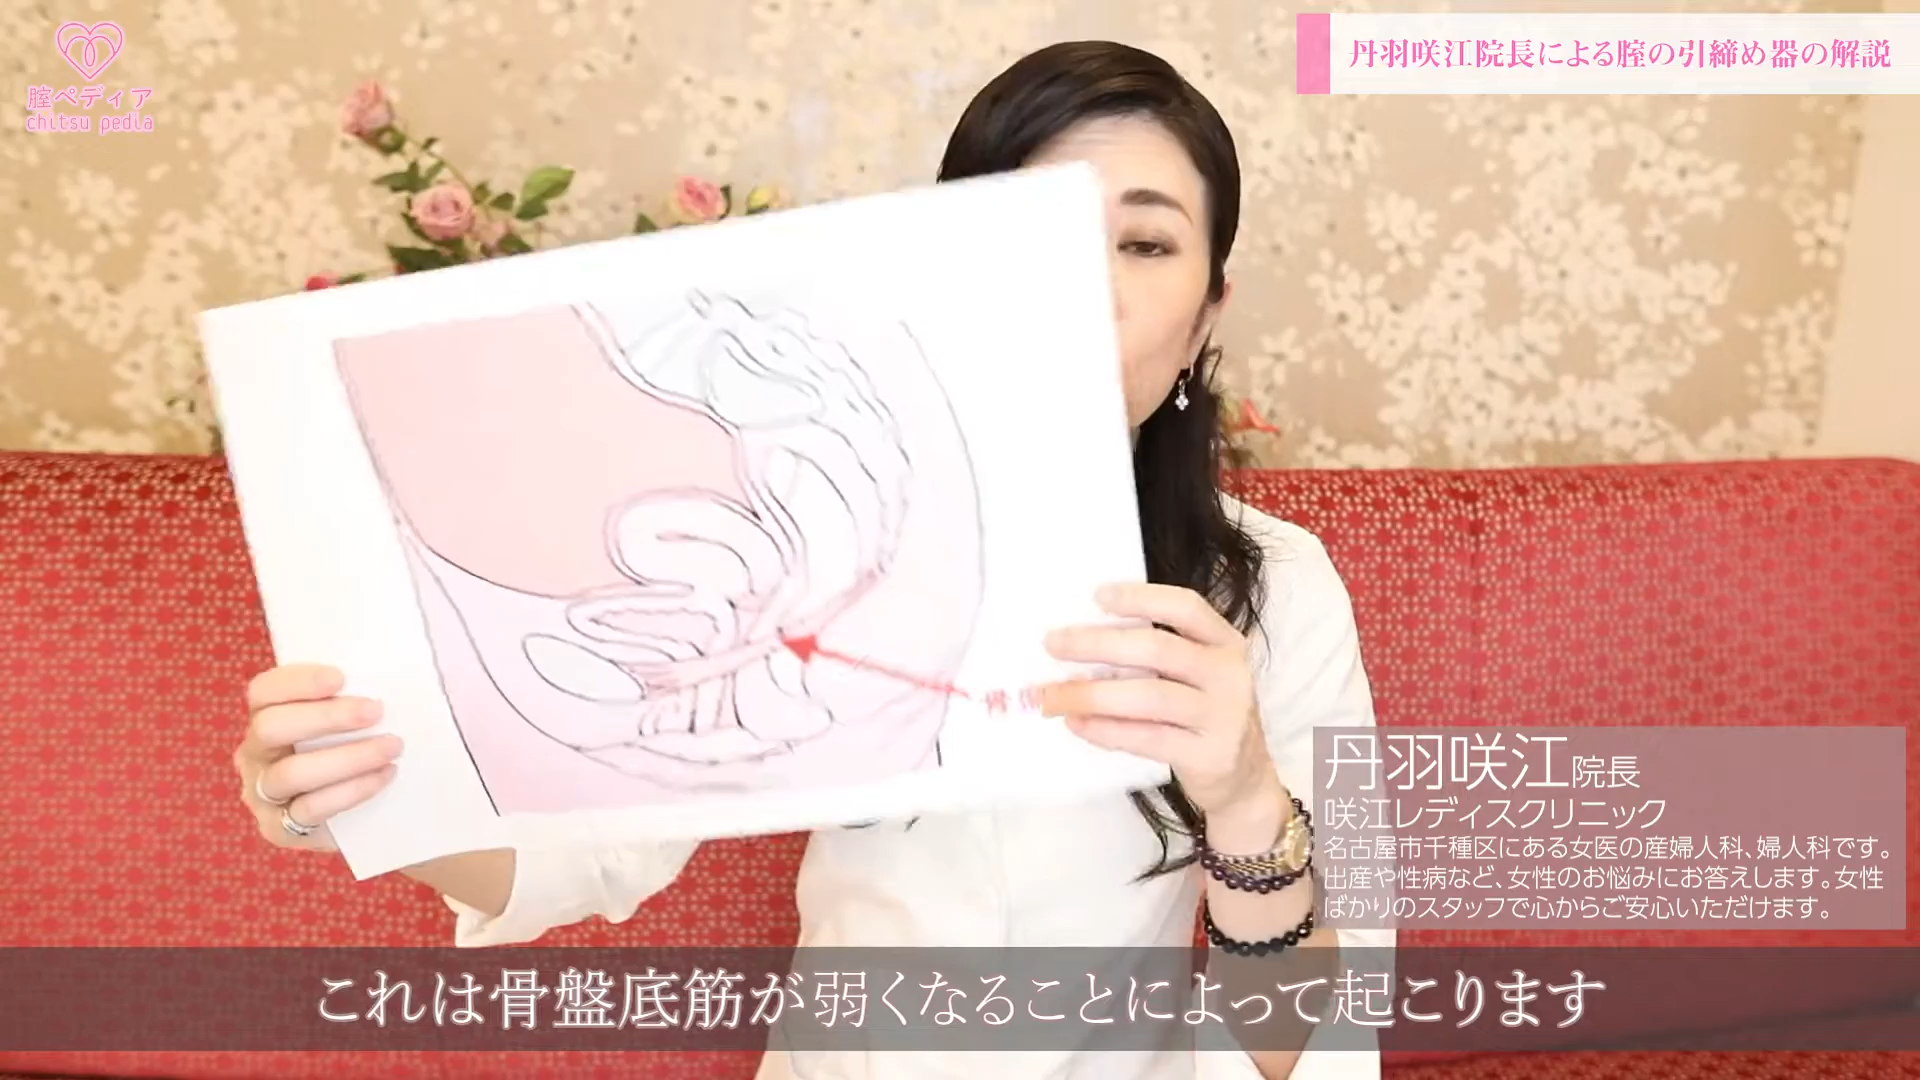 膣ペディア
chitsu pedia
丹羽咲江院長による膣の引締め器の解説
骨
丹羽咲江院長
咲江レディスクリニック
名古屋市千種区にある女医の産婦人科、婦人科です。
出産や性病など、女性のお悩みにお答えします。女性
ばかりのスタッフで心からご安心いただけます。
これは骨盤底筋が弱くなることによって起こります